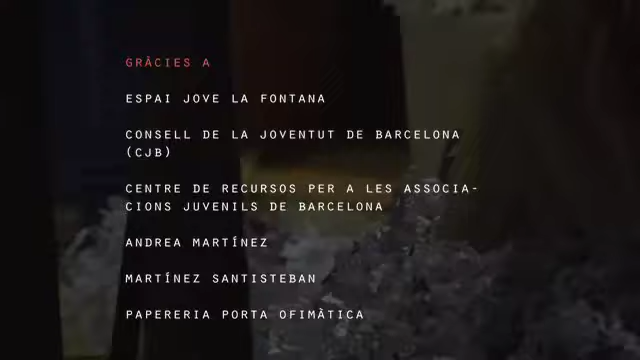 GRÀCIES A
ESPAI JOVE LA FONTANA
CONSELL DE LA JOVENTUT DE BARCELONA
(CJB)
CENTRE DE RECURSOS PER A LES ASSOCIA-
CIONS JUVENILS DE BARCELONA
ANDREA MARTÍNEZ
MARTÍNEZ SANTISTEBAN
PAPERERIA PORTA OFIMÀTICA